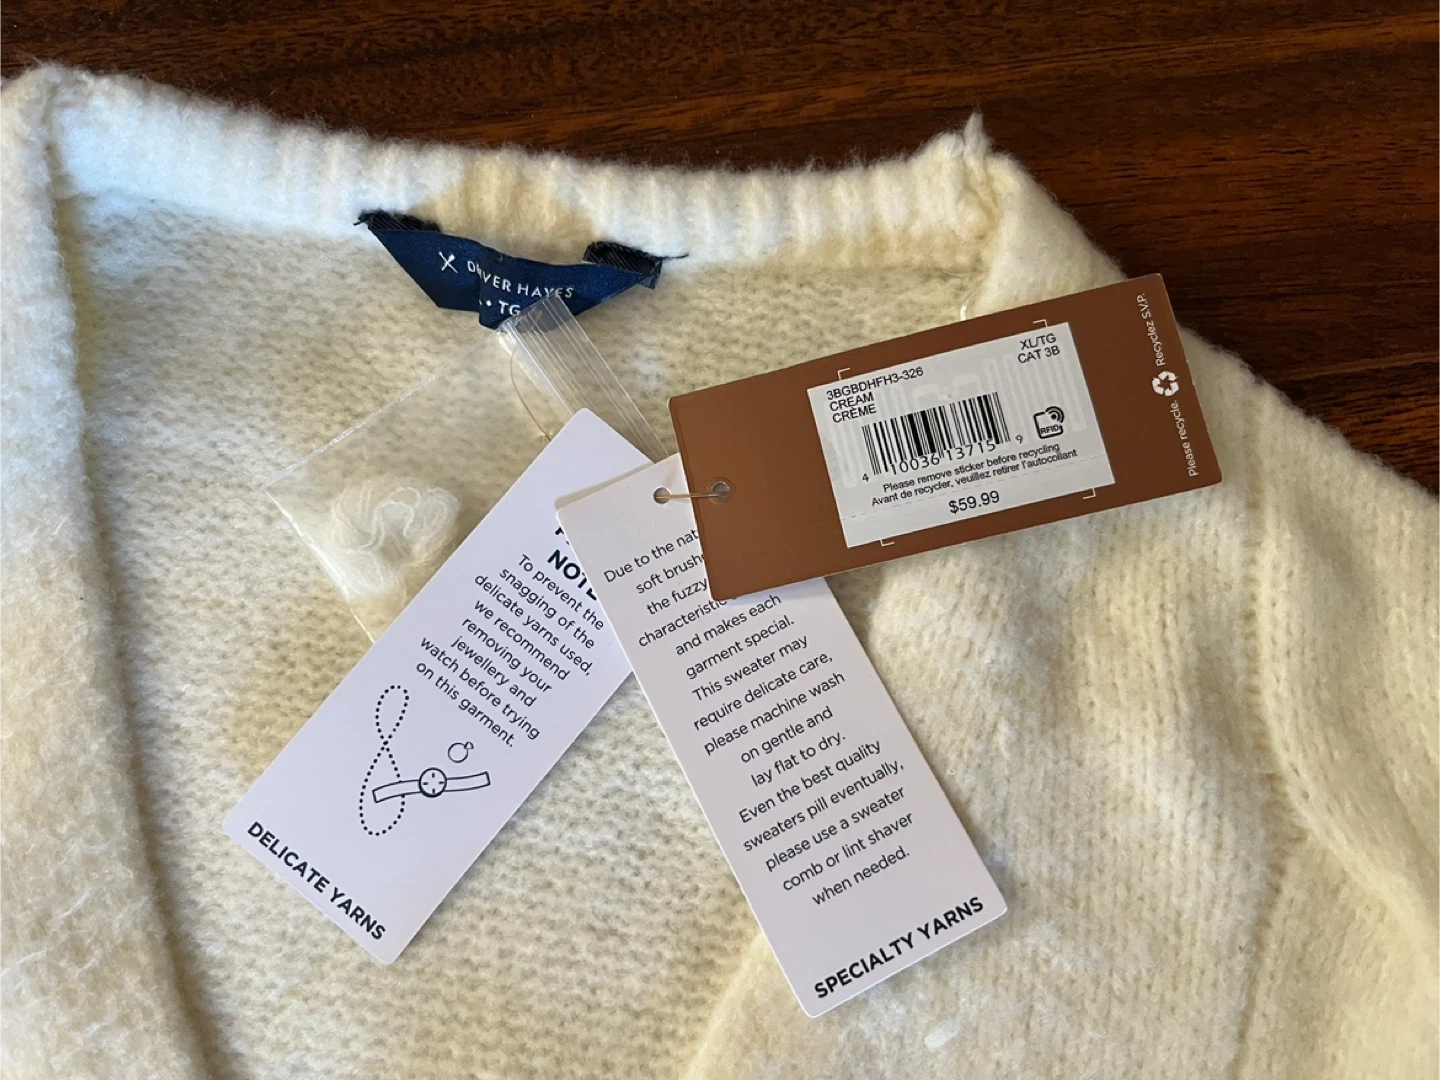 HAYES
TG
3BGBDHFH3-326
CREAM
CRÈME
XL/TG
CAT 3B
RFID
4 10036 13715 9
Please remove sticker before recycling
Avant de recycler, veuillez retirer l'autocollant
$59.99
Please recycle. Recyclez S.V.P.
To prevent the
snagging of the
delicate yarns used,
we recommend
removing your
jewellery and
watch before trying
on this garment.
DELICATE YARNS
Due to the
soft
the fuzzy
and makes each
garment special.
This sweater may
require delicate care,
please machine wash
on gentle and
lay flat to dry.
Even the best quality
sweaters pill eventually,
please use a sweater
comb or lint shaver
when needed.
SPECIALTY YARNS